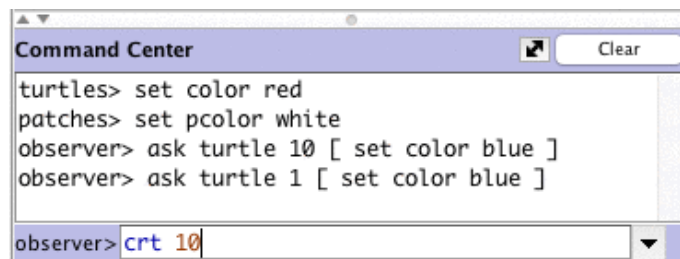 Command Center Clear
turtles> set color red
patches> set pcolor white
observer> ask turtle 10 [ set color blue ]
observer> ask turtle 1 [ set color blue ]
observer> crt 10